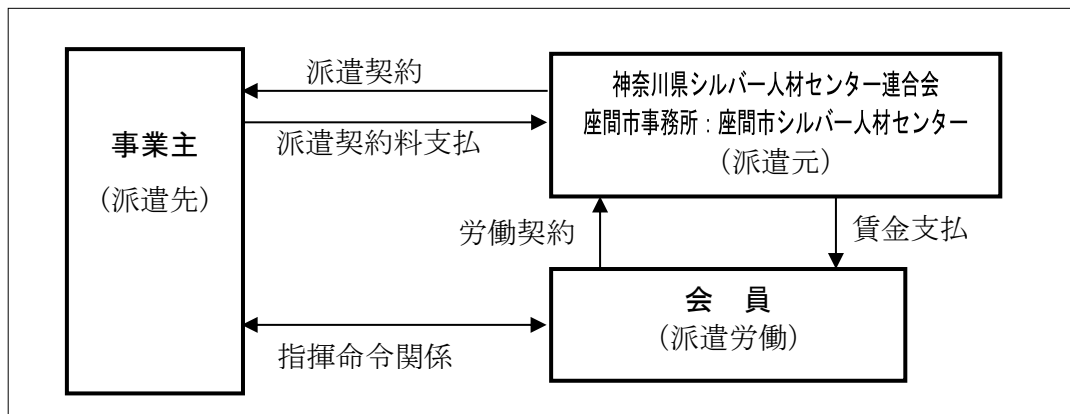 派遣契約
神奈川県シルバー人材センター連合会
座間市事務所：座間市シルバー人材センター
(派遣元)
事業主
(派遣先)
派遣契約料支払
労働契約
賃金支払
会　員
(派遣労働)
指揮命令関係